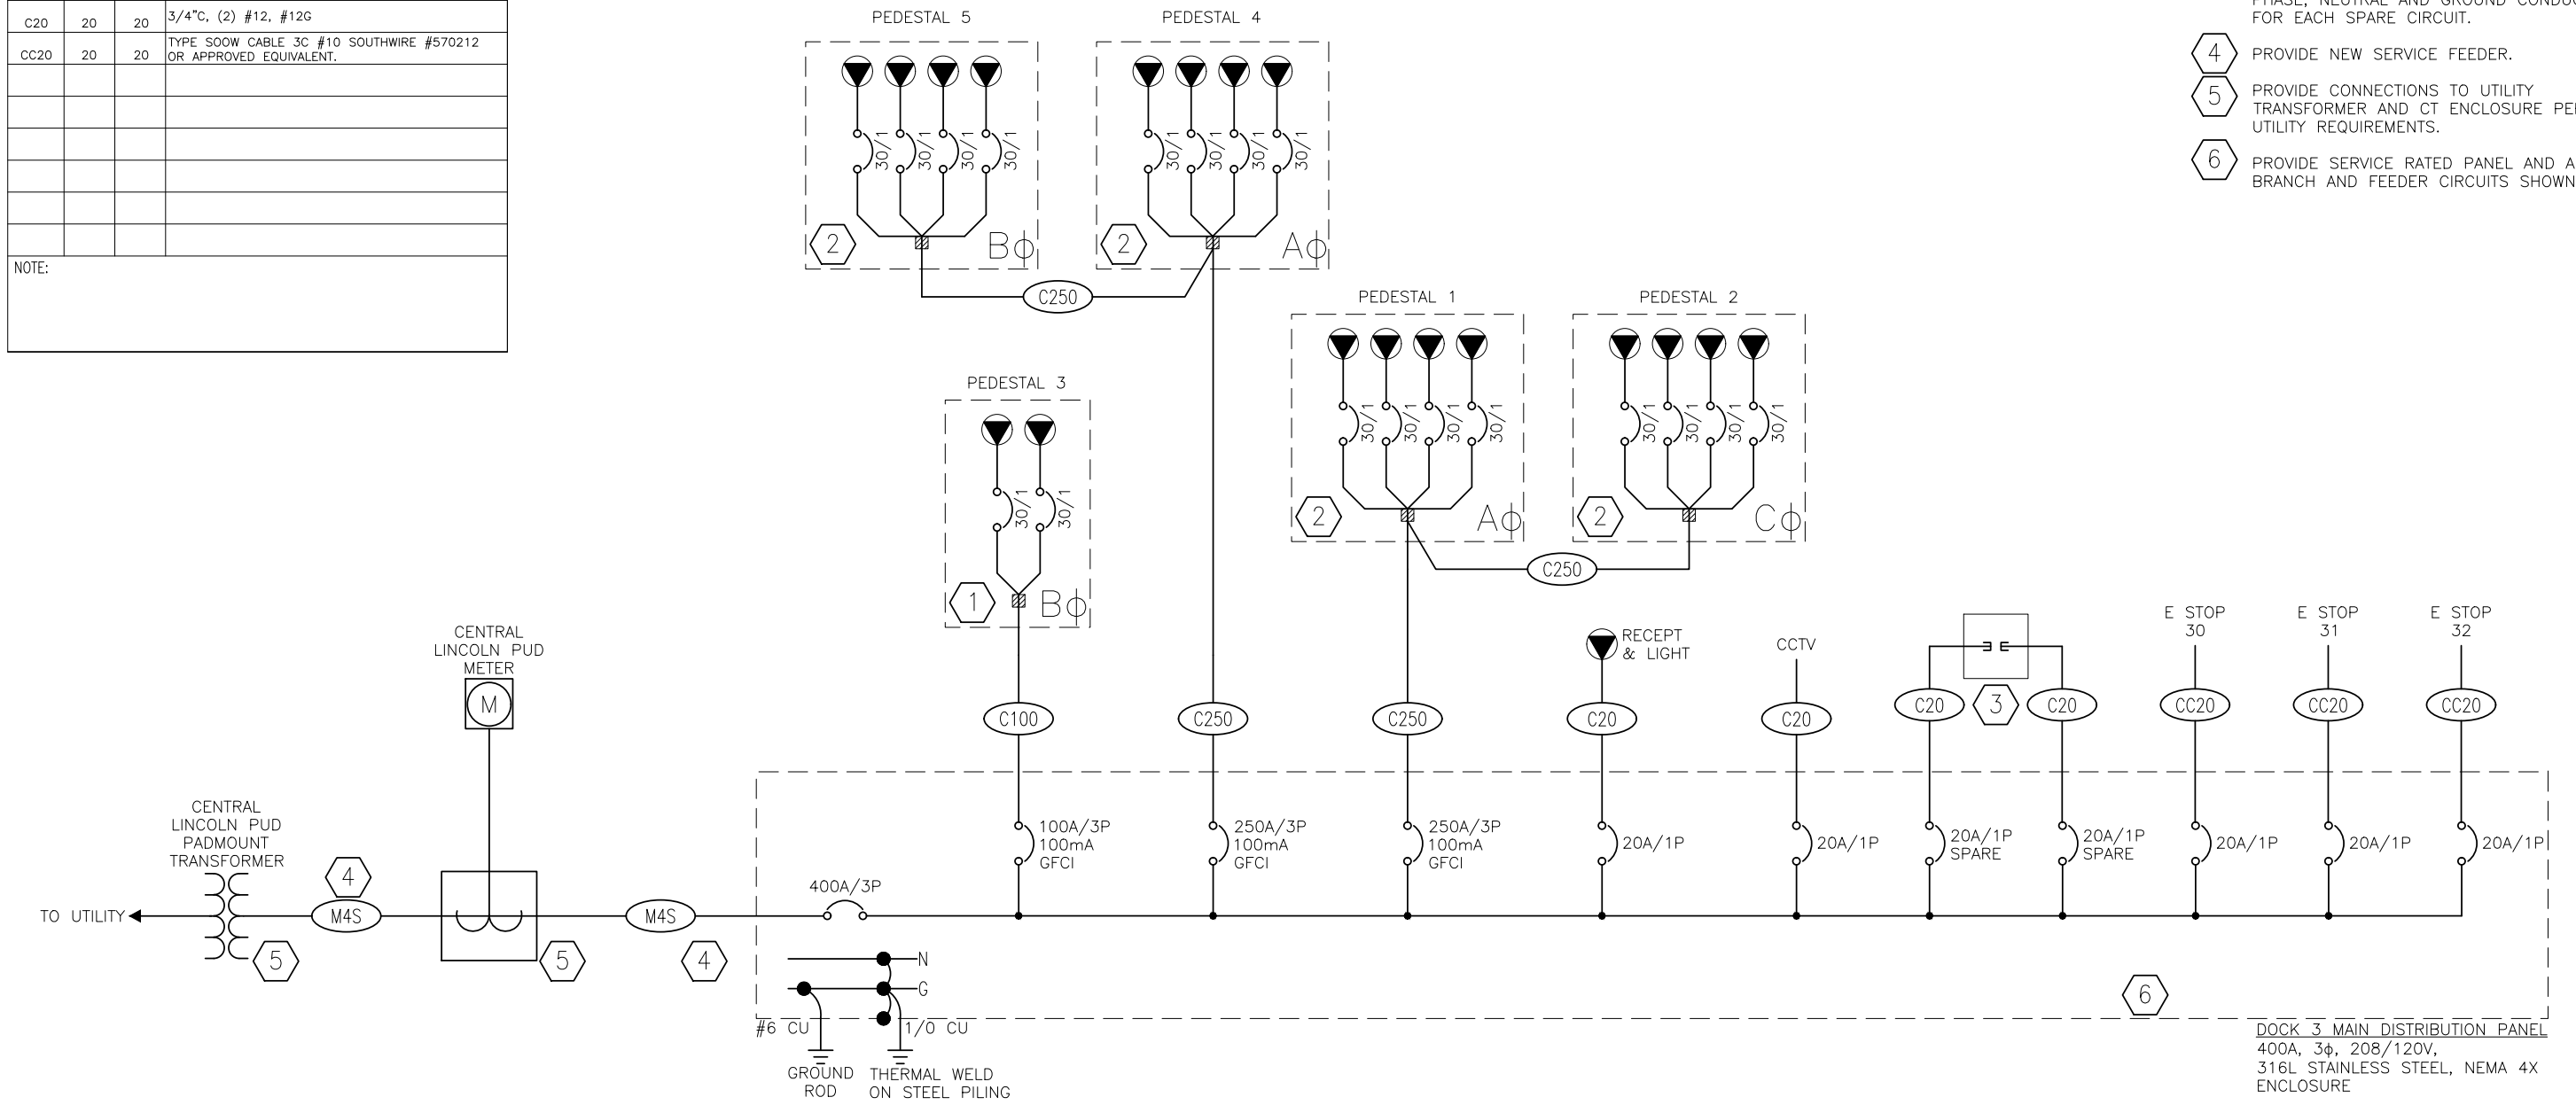 C20 20 20 3/4"C, (2) #12, #12G
CC20 20 20 TYPE SOOW CABLE 3C #10 SOUTHWIRE #570212
OR APPROVED EQUIVALENT.
NOTE:
FOR EACH SPARE CIRCUIT.
4 PROVIDE NEW SERVICE FEEDER.
5 PROVIDE CONNECTIONS TO UTILITY
TRANSFORMER AND CT ENCLOSURE
UTILITY REQUIREMENTS.
6 PROVIDE SERVICE RATED PANEL AND
BRANCH AND FEEDER CIRCUITS SHOWN
PEDESTAL 5
30/1 30/1 30/1 30/1
2 Bϕ
PEDESTAL 4
30/1 30/1 30/1 30/1
2 Aϕ
C250
PEDESTAL 1
30/1 30/1 30/1 30/1
2 Aϕ
PEDESTAL 2
30/1 30/1 30/1 30/1
2 Cϕ
C250
PEDESTAL 3
30/1 30/1
1 Bϕ
CENTRAL
LINCOLN PUD
METER
M
RECEPT
& LIGHT
CCTV
E STOP
30
E STOP
31
E STOP
32
C100 C250 C250 C20 C20 C20 3 C20 CC20 CC20 CC20
CENTRAL
LINCOLN PUD
PADMOUNT
TRANSFORMER
100A/3P
100mA
GFCI
250A/3P
100mA
GFCI
250A/3P
100mA
GFCI
20A/1P
20A/1P
20A/1P
SPARE
20A/1P
SPARE
20A/1P
20A/1P
20A/1P
4
400A/3P
TO UTILITY M4S M4S
5 5 4
N
G
6
#6 CU 1/0 CU
GROUND
ROD
THERMAL WELD
ON STEEL PILING
DOCK 3 MAIN DISTRIBUTION PANEL
400A, 3ϕ, 208/120V,
316L STAINLESS STEEL, NEMA 4X
ENCLOSURE